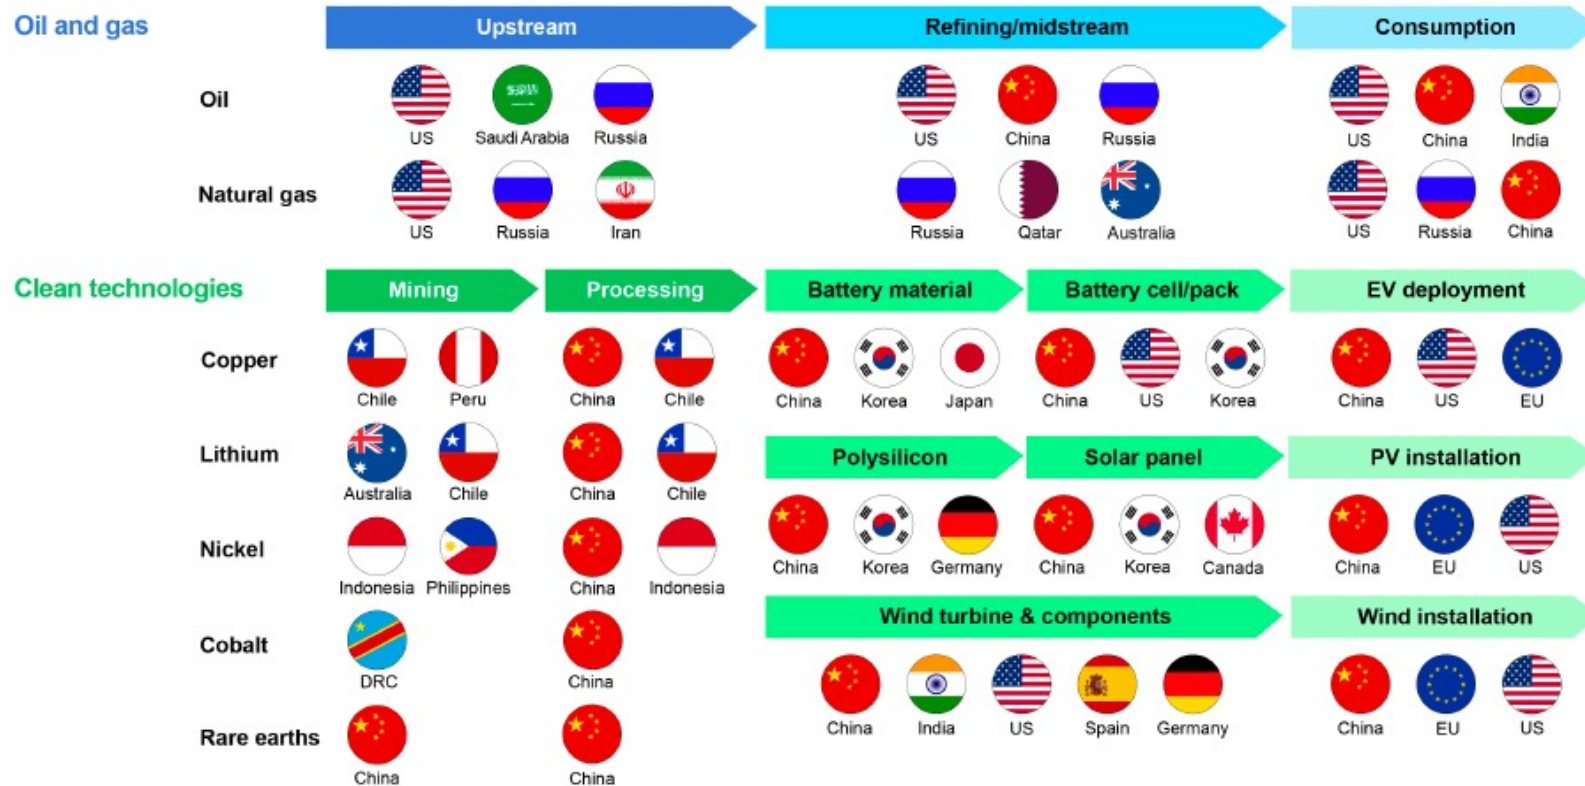 Oil and gas
Upstream
Refining/midstream
Consumption
Oil
US Saudi Arabia Russia
US China Russia
US China India
Natural gas
US Russia Iran
Russia Qatar Australia
US Russia China
Clean technologies
Mining
Processing
Battery material
Battery cell/pack
EV deployment
Copper
Chile Peru
China Chile
China Korea Japan
China US Korea
China US EU
Lithium
Australia Chile
China Chile
Polysilicon
Solar panel
PV installation
Nickel
Indonesia Philippines
China Indonesia
China Korea Germany
China Korea Canada
China EU US
Cobalt
DRC
China
Wind turbine & components
Wind installation
China India US Spain Germany
China EU US
Rare earths
China
China